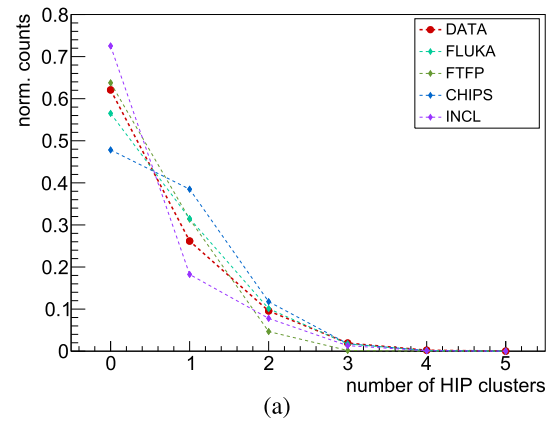 0.8
0.7
0.6
0.5
0.4
0.3
0.2
0.1
0
norm. counts
DATA
FLUKA
FTFP
CHIPS
INCL
0 1 2 3 4 5
number of HIP clusters
(a)